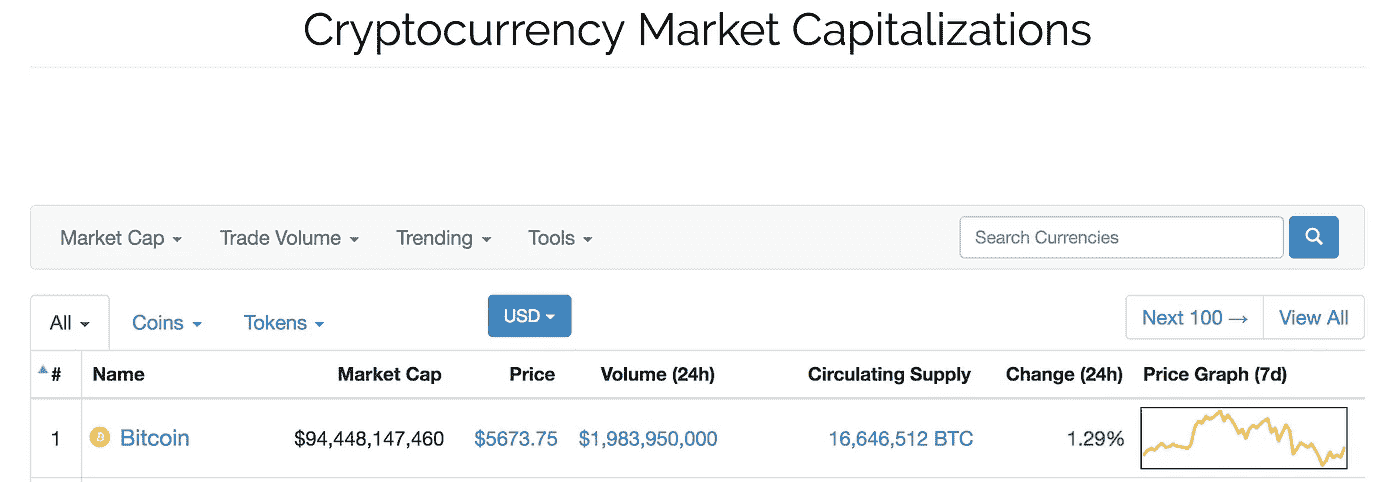 Cryptocurrency Market Capitalizations
Market Cap Trade Volume Trending Tools Search Currencies
All Coins Tokens USD Next 100 → View All
# Name Market Cap Price Volume (24h) Circulating Supply Change (24h) Price Graph (7d)
1 Bitcoin $94,448,147,460 $5673.75 $1,983,950,000 16,646,512 BTC 1.29%